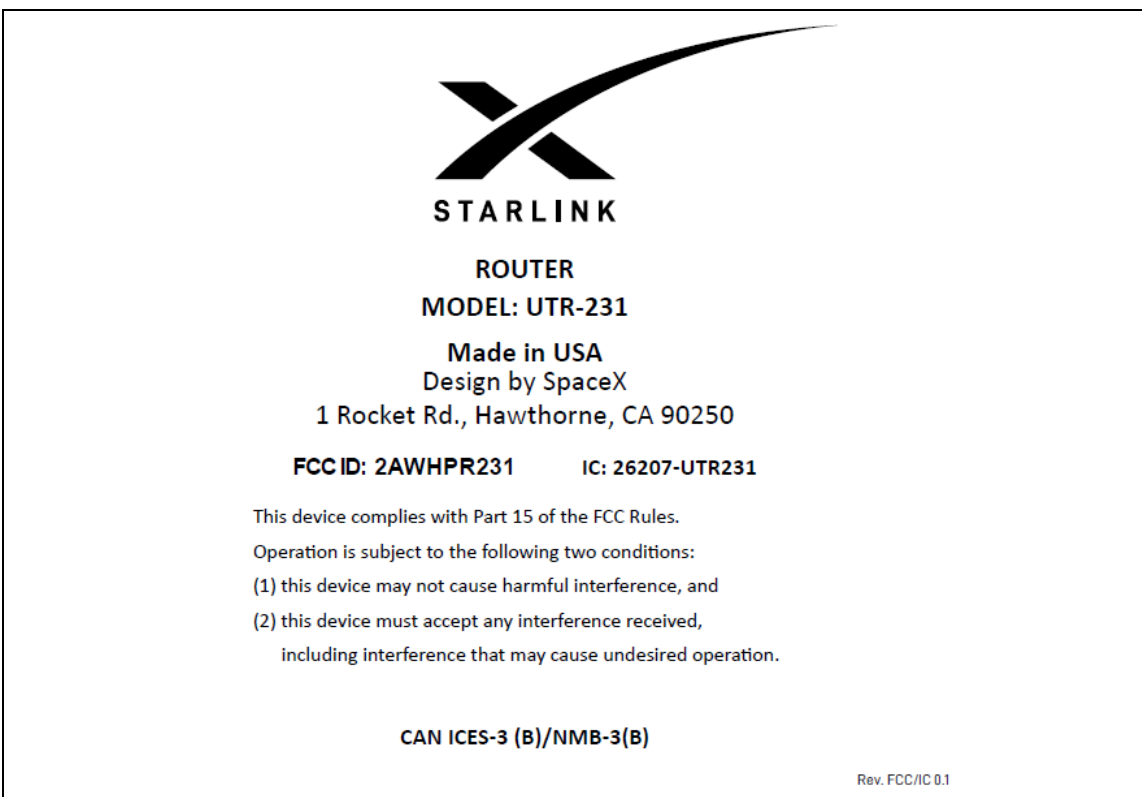 STARLINK
ROUTER
MODEL: UTR-231
Made in USA
Design by SpaceX
1 Rocket Rd., Hawthorne, CA 90250
FCC ID: 2AWHPR231 IC: 26207-UTR231
This device complies with Part 15 of the FCC Rules.
Operation is subject to the following two conditions:
(1) this device may not cause harmful interference, and
(2) this device must accept any interference received,
including interference that may cause undesired operation.
CAN ICES-3 (B)/NMB-3(B)
Rev. FCC/IC 0.1